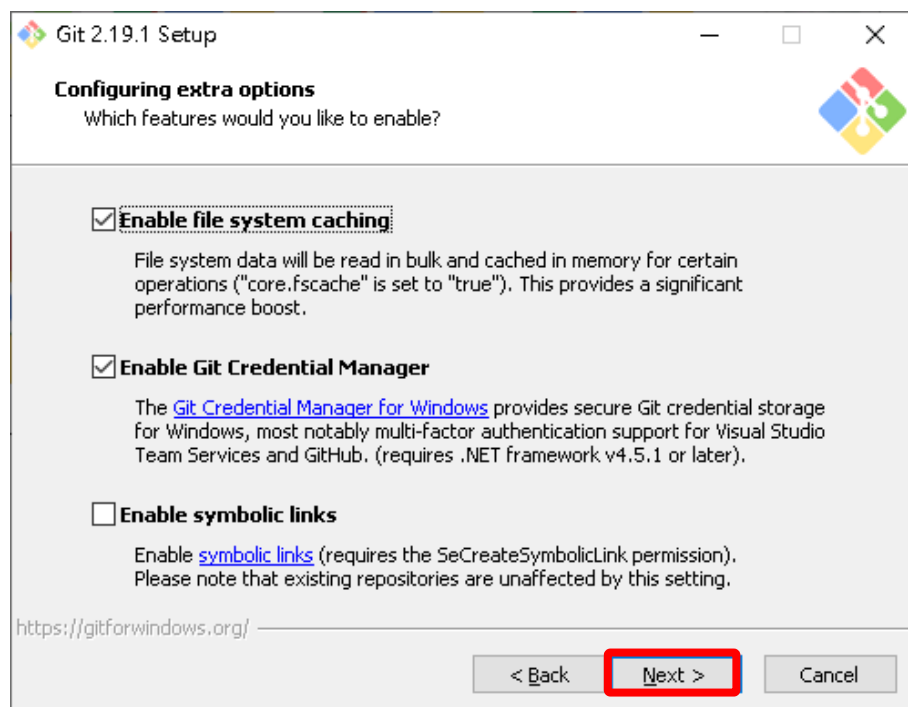 Git 2.19.1 Setup
Configuring extra options
Which features would you like to enable?
Enable file system caching
File system data will be read in bulk and cached in memory for certain
operations ("core.fscache" is set to "true"). This provides a significant
performance boost.
Enable Git Credential Manager
The Git Credential Manager for Windows provides secure Git credential storage
for Windows, most notably multi-factor authentication support for Visual Studio
Team Services and GitHub. (requires .NET framework v4.5.1 or later).
Enable symbolic links
Enable symbolic links (requires the SeCreateSymbolicLink permission).
Please note that existing repositories are unaffected by this setting.
https://gitforwindows.org/
< Back Next > Cancel